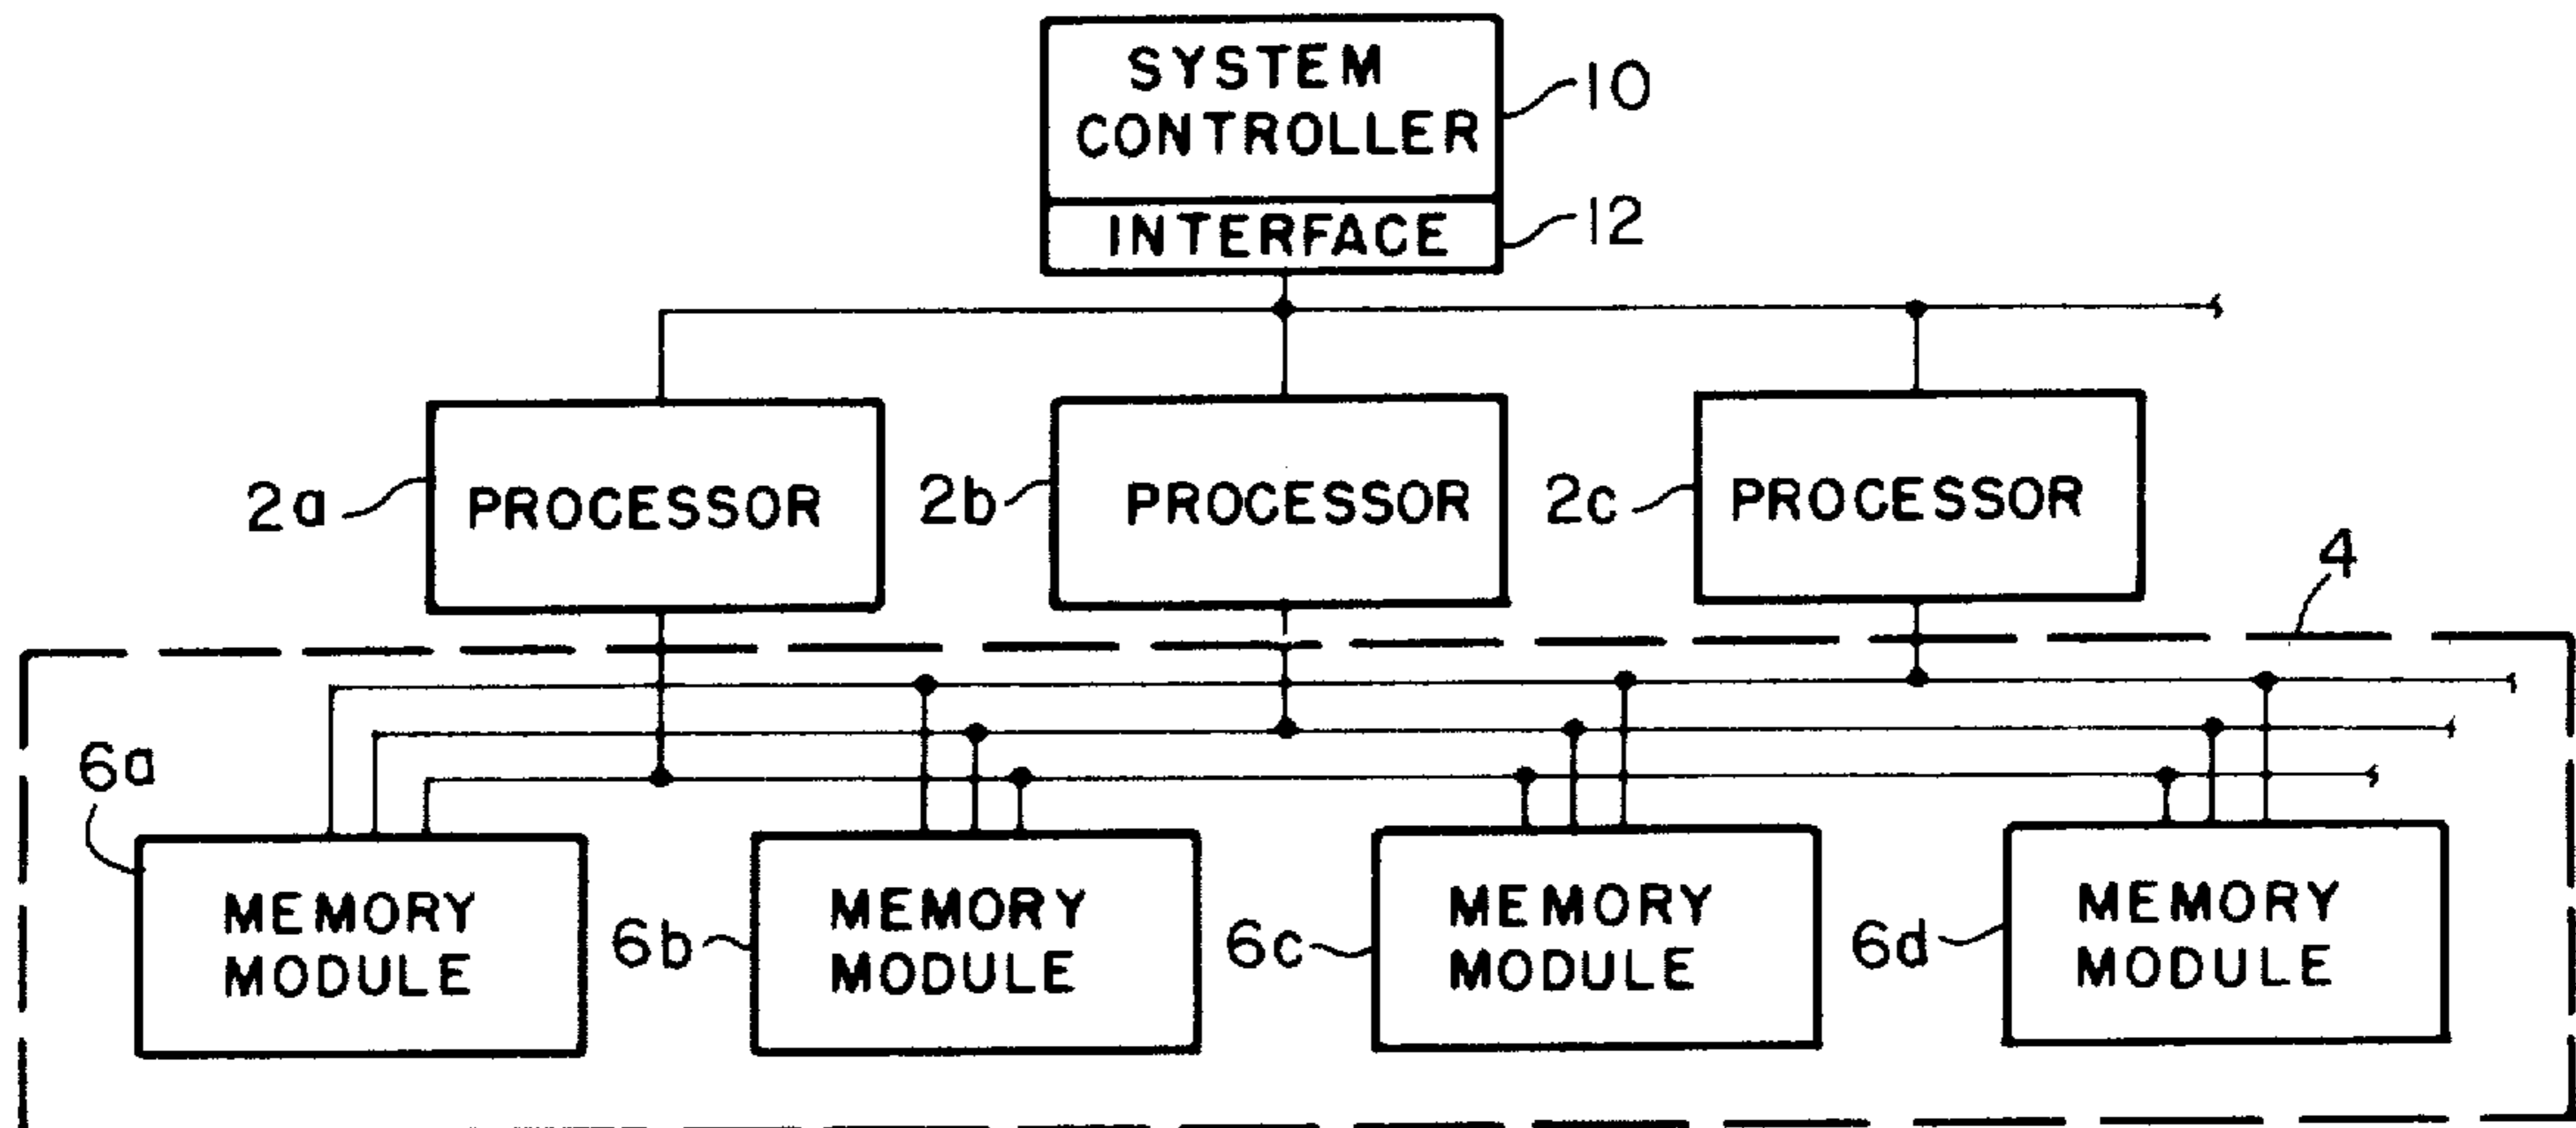 SYSTEM
CONTROLLER
10
INTERFACE
12
2a
PROCESSOR
2b
PROCESSOR
2c
PROCESSOR
4
6a
MEMORY
MODULE
6b
MEMORY
MODULE
6c
MEMORY
MODULE
6d
MEMORY
MODULE